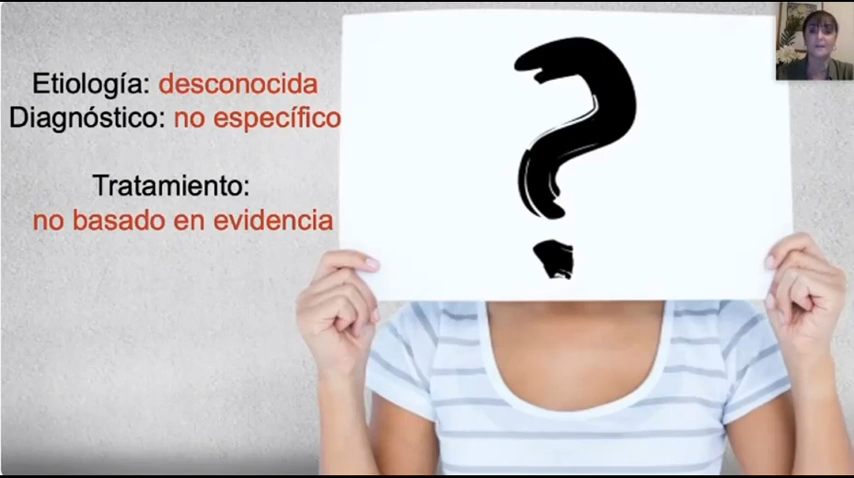 Etiología: desconocida
Diagnóstico: no específico
Tratamiento:
no basado en evidencia
?